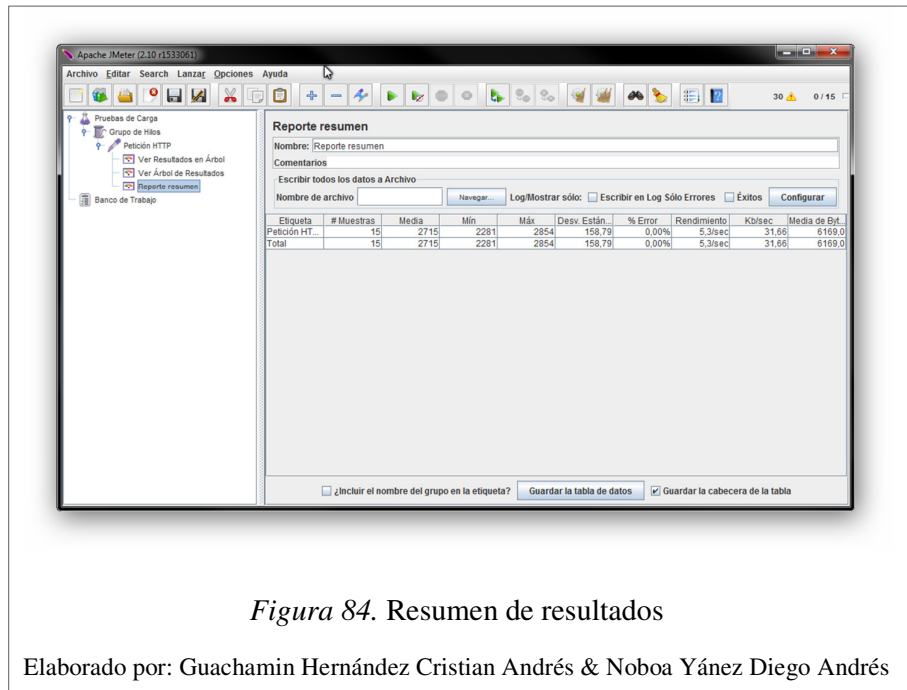 Apache JMeter (2.10 r1533061)
Archivo Editar Search Lanzar Opciones Ayuda
30 0 / 15
Pruebas de Carga
Grupo de Hilos
Petición HTTP
Ver Resultados en Árbol
Ver Árbol de Resultados
Reporte resumen
Banco de Trabajo
Reporte resumen
Nombre: Reporte resumen
Comentarios
Escribir todos los datos a Archivo
Nombre de archivo Navegar... Log/Mostrar sólo: Escribir en Log Sólo Errores Éxitos Configurar
Etiqueta # Muestras Media Mín Máx Desv. Están... % Error Rendimiento Kb/sec Media de Byt...
Petición HT... 15 2715 2281 2854 158,79 0,00% 5,3/sec 31,66 6169,0
Total 15 2715 2281 2854 158,79 0,00% 5,3/sec 31,66 6169,0
¿Incluir el nombre del grupo en la etiqueta? Guardar la tabla de datos Guardar la cabecera de la tabla
Figura 84. Resumen de resultados
Elaborado por: Guachamin Hernández Cristian Andrés & Noboa Yánez Diego Andrés